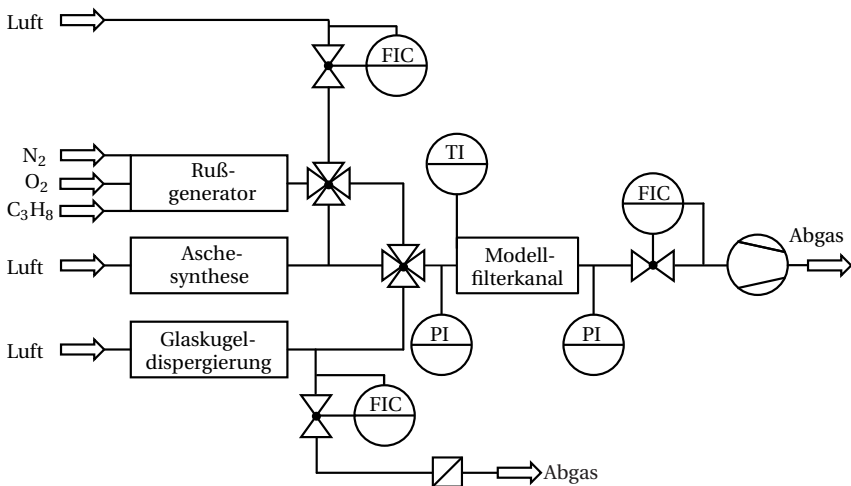 Luft
FIC
N₂
O₂
C₃H₈
Ruß-
generator
TI
FIC
Abgas
Luft
Asche-
synthese
Modell-
filterkanal
Luft
Glaskugel-
dispergierung
PI
PI
FIC
Abgas